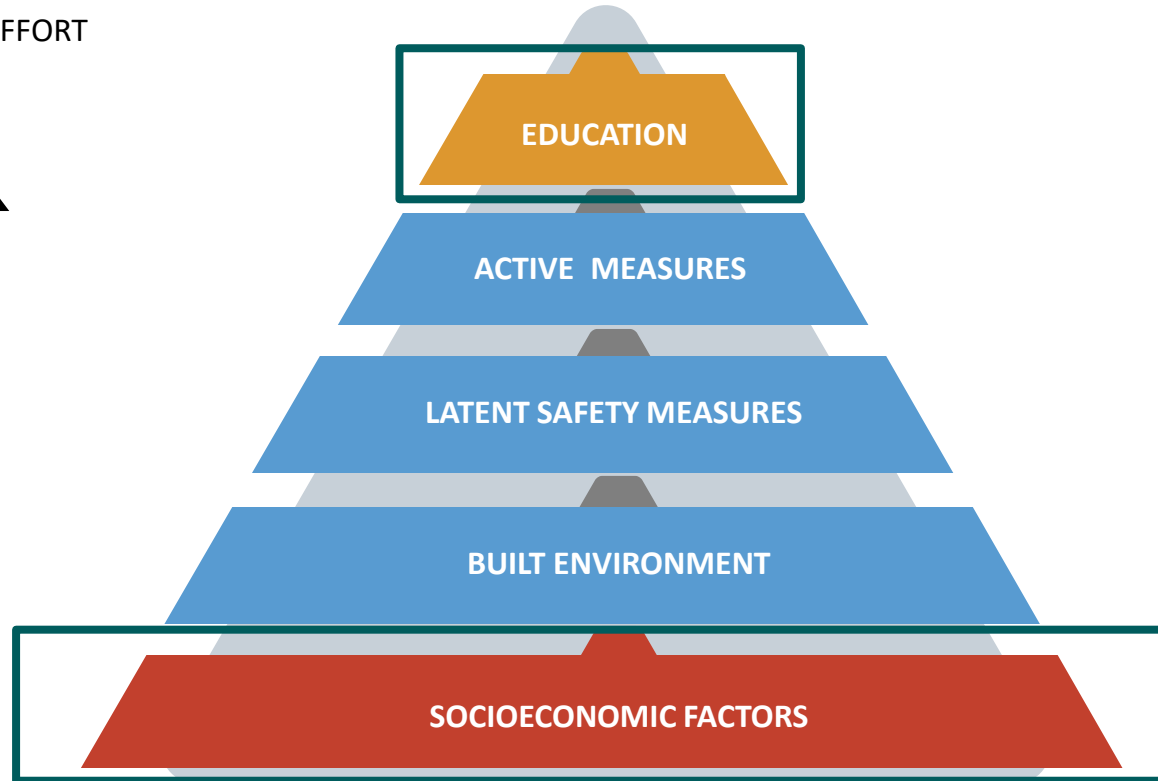 FFORT
EDUCATION
ACTIVE MEASURES
LATENT SAFETY MEASURES
BUILT ENVIRONMENT
SOCIOECONOMIC FACTORS